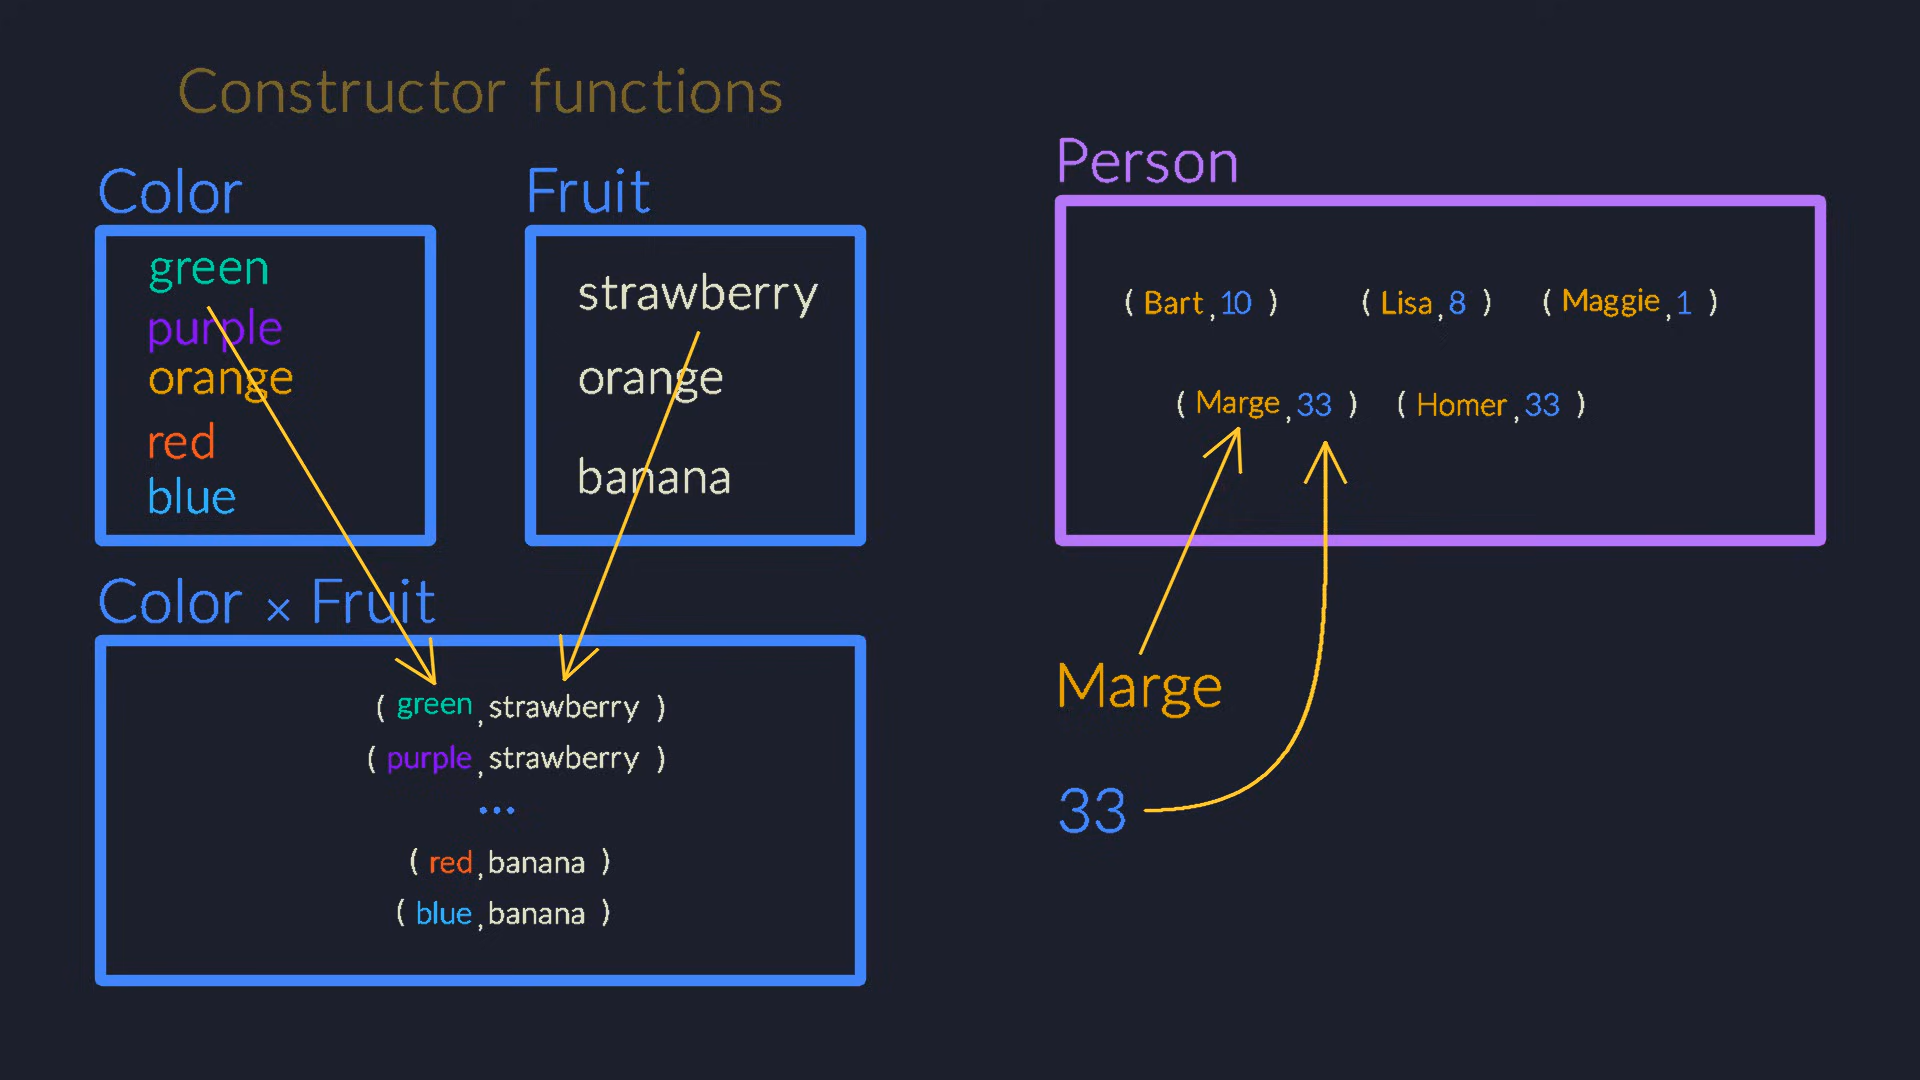 Constructor functions
Color
green
purple
orange
red
blue
Fruit
strawberry
orange
banana
Color × Fruit
( green , strawberry )
( purple , strawberry )
...
( red , banana )
( blue , banana )
Person
( Bart , 10 ) ( Lisa , 8 ) ( Maggie , 1 )
( Marge , 33 ) ( Homer , 33 )
Marge
33